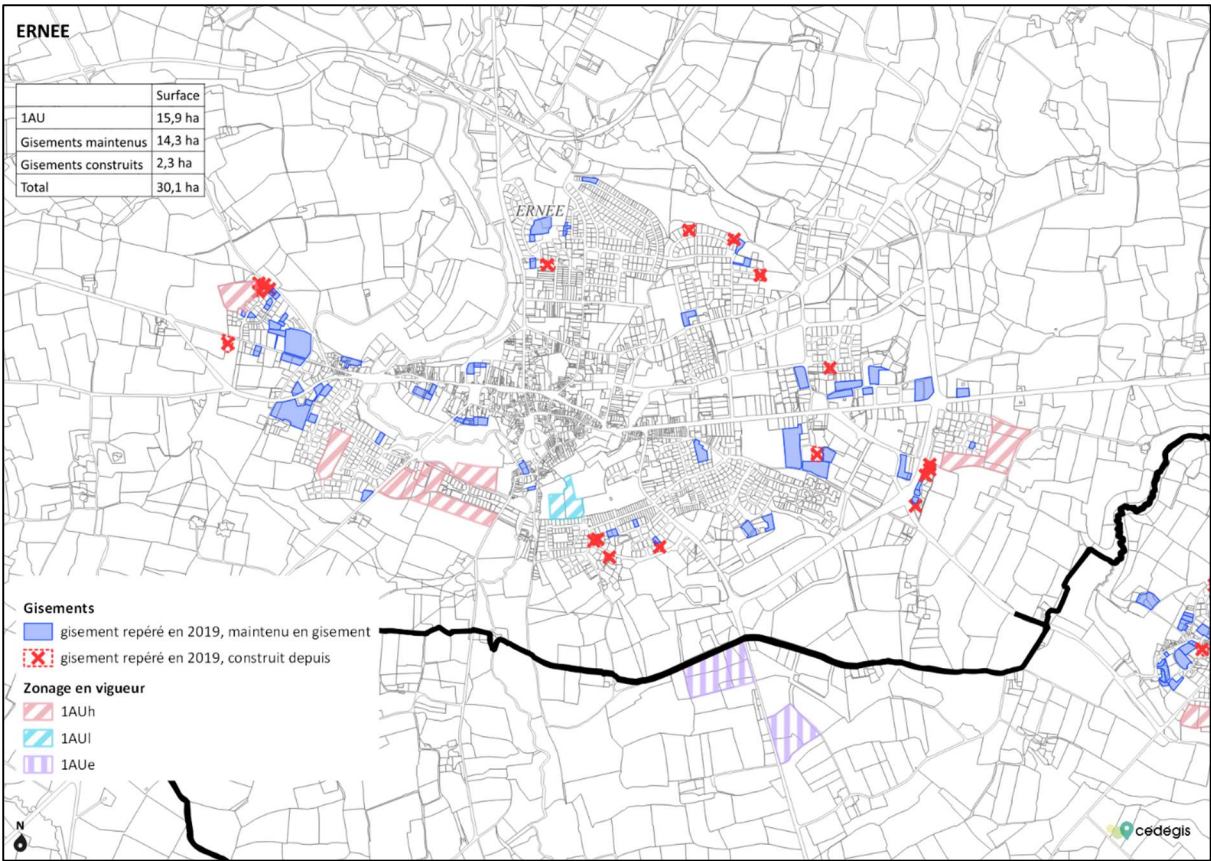 ERNEE
Surface
1AU 15,9 ha
Gisements maintenus 14,3 ha
Gisements construits 2,3 ha
Total 30,1 ha
ERNEE
Gisements
gisement repéré en 2019, maintenu en gisement
gisement repéré en 2019, construit depuis
Zonage en vigueur
1AUh
1AUl
1AUe
N
cedegis